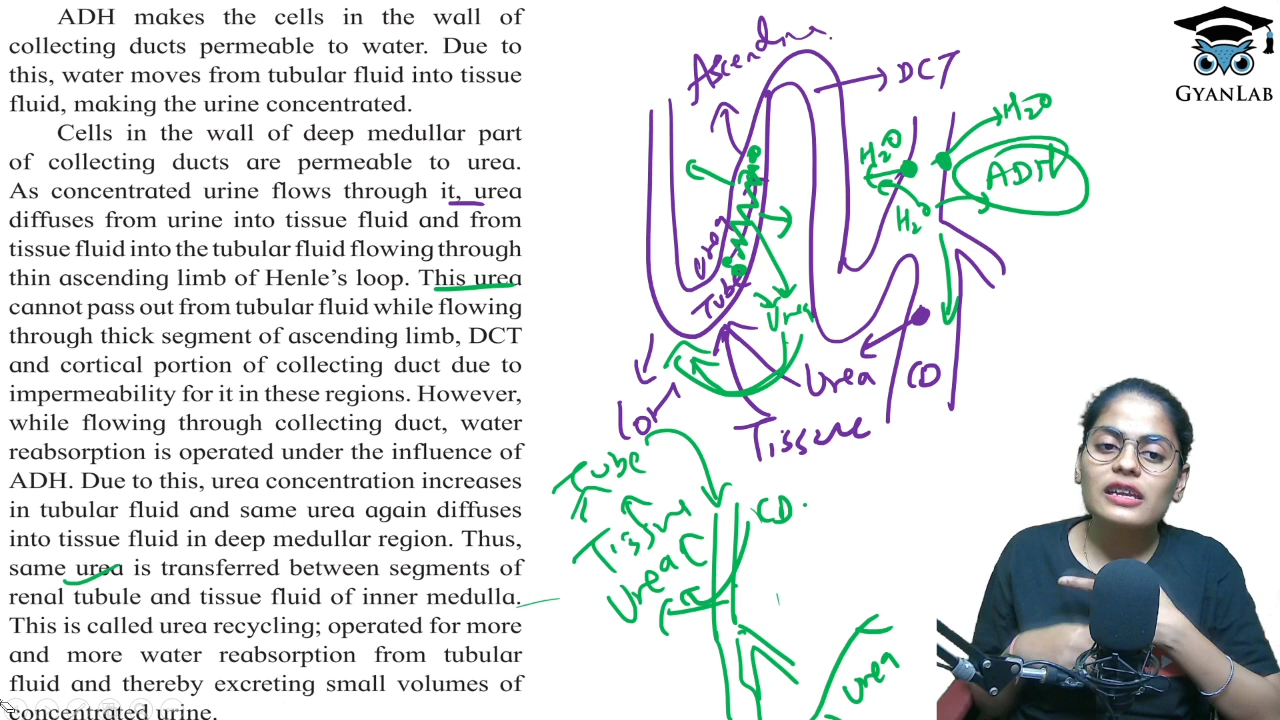 ADH makes the cells in the wall of
collecting ducts permeable to water. Due to
this, water moves from tubular fluid into tissue
fluid, making the urine concentrated.
Cells in the wall of deep medullar part
of collecting ducts are permeable to urea.
As concentrated urine flows through it, urea
diffuses from urine into tissue fluid and from
tissue fluid into the tubular fluid flowing through
thin ascending limb of Henle's loop. This urea
cannot pass out from tubular fluid while flowing
through thick segment of ascending limb, DCT
and cortical portion of collecting duct due to
impermeability for it in these regions. However,
while flowing through collecting duct, water
reabsorption is operated under the influence of
ADH. Due to this, urea concentration increases
in tubular fluid and same urea again diffuses
into tissue fluid in deep medullar region. Thus,
same urea is transferred between segments of
renal tubule and tissue fluid of inner medulla.
This is called urea recycling; operated for more
and more water reabsorption from tubular
fluid and thereby excreting small volumes of
concentrated urine.
Ascending
DCT
H2O
H2O
ADH
H2O
Urea
Tube
Urea
Urea
CD
Tissue
Tube
Tissue
Urea
CD.
Urea
GYANLAB